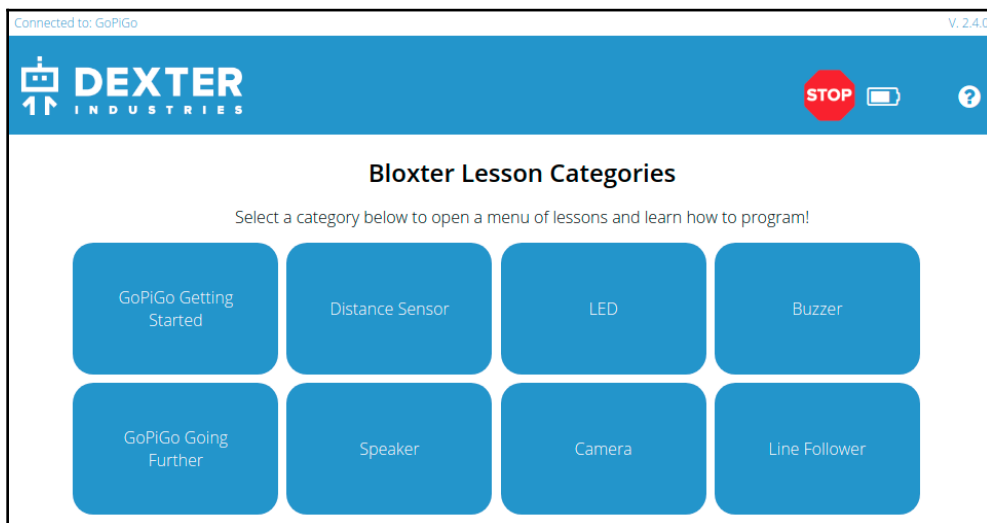 Connected to: GoPiGo
V. 2.4.0
DEXTER
INDUSTRIES
STOP
?
Bloxter Lesson Categories
Select a category below to open a menu of lessons and learn how to program!
GoPiGo Getting
Started
Distance Sensor
LED
Buzzer
GoPiGo Going
Further
Speaker
Camera
Line Follower